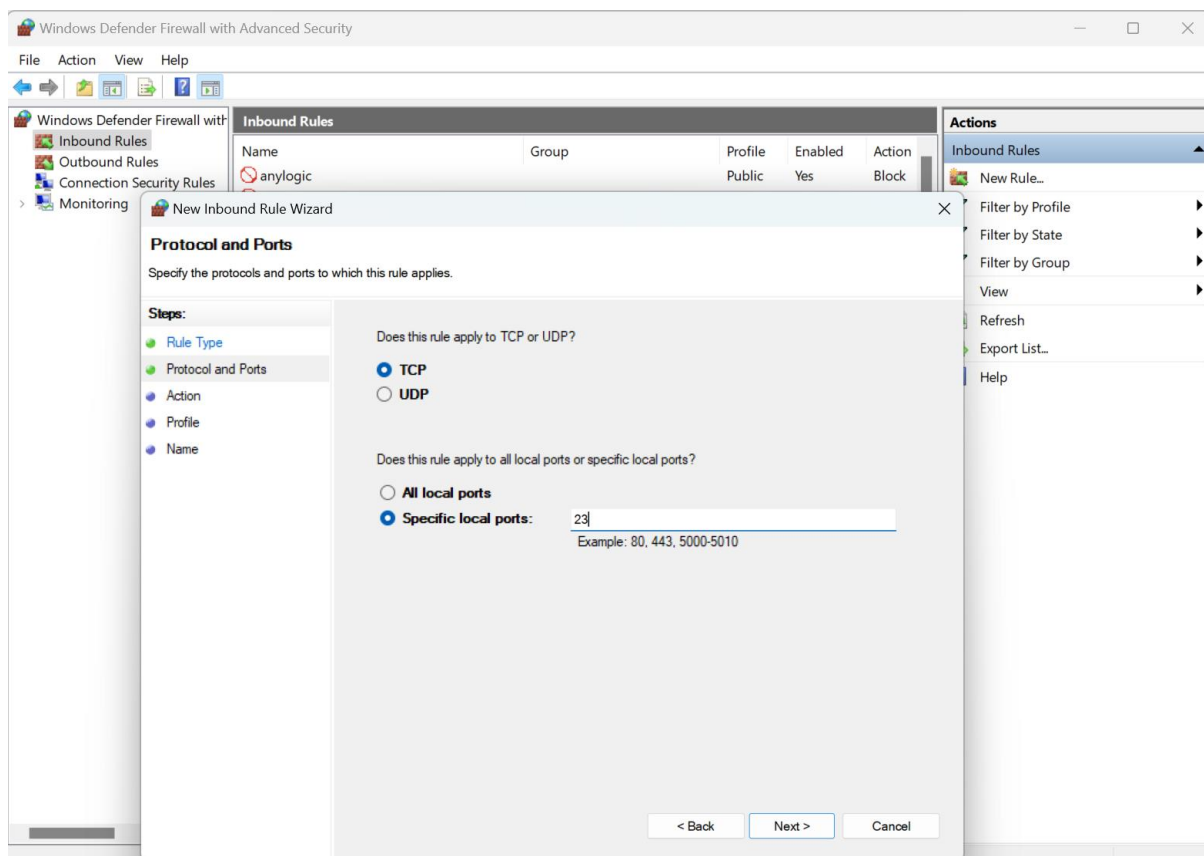 Windows Defender Firewall with Advanced Security
File Action View Help
Windows Defender Firewall with
Inbound Rules
Outbound Rules
Connection Security Rules
Monitoring
Inbound Rules
Name Group Profile Enabled Action
anylogic Public Yes Block
Actions
Inbound Rules
New Rule...
Filter by Profile
Filter by State
Filter by Group
View
Refresh
Export List...
Help
New Inbound Rule Wizard
Protocol and Ports
Specify the protocols and ports to which this rule applies.
Steps:
Rule Type
Protocol and Ports
Action
Profile
Name
Does this rule apply to TCP or UDP?
TCP
UDP
Does this rule apply to all local ports or specific local ports?
All local ports
Specific local ports: 23
Example: 80, 443, 5000-5010
< Back Next > Cancel